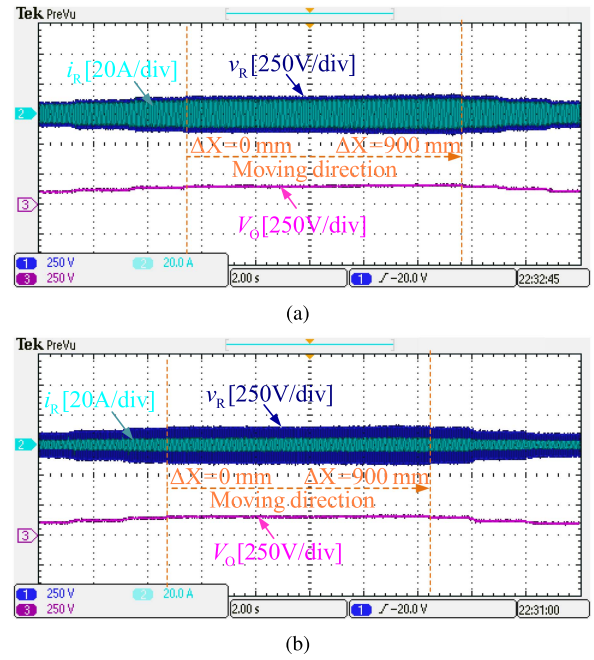 Tek PreVu
iR[20A/div]
vR[250V/div]
2
ΔX=0 mm ΔX=900 mm
Moving direction
3
VO[250V/div]
1 250 V 2 20.0 A
3 250 V
2.00 s
1 ∫-20.0 V
22:32:45
(a)
Tek PreVu
iR[20A/div]
vR[250V/div]
2
ΔX=0 mm ΔX=900 mm
Moving direction
3
VO[250V/div]
1 250 V 2 20.0 A
3 250 V
2.00 s
1 ∫-20.0 V
22:31:00
(b)